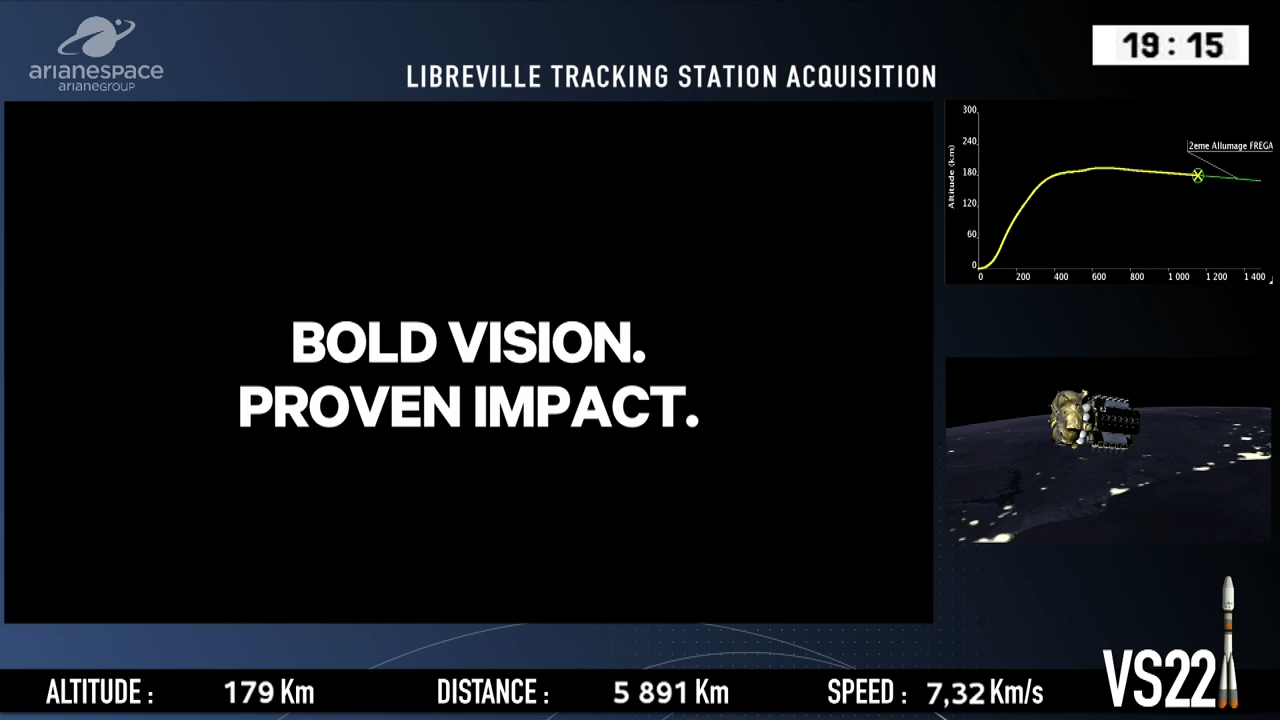 arianespace
arianeGROUP
LIBREVILLE TRACKING STATION ACQUISITION
19 : 15
BOLD VISION.
PROVEN IMPACT.
Altitude (km)
300
240
180
120
60
0
0 200 400 600 800 1 000 1 200 1 400
2eme Allumage FREGA
ALTITUDE : 179 Km DISTANCE : 5 891 Km SPEED : 7,32 Km/s
VS22